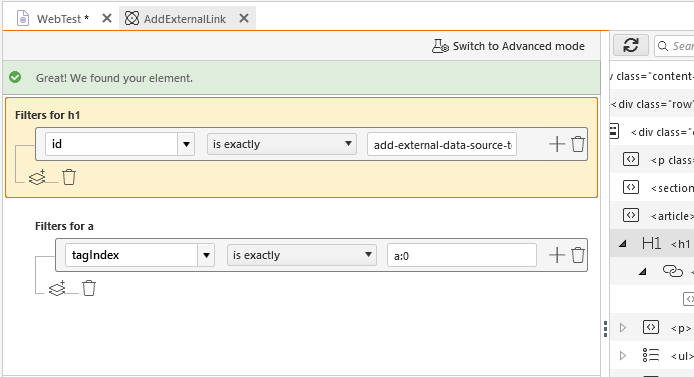 WebTest *
AddExternalLink
Switch to Advanced mode
Great! We found your element.
Filters for h1
id
is exactly
add-external-data-source-t
Filters for a
tagIndex
is exactly
a:0
Sear
v class="content-
<div class="row"
<div class="c
<p class
<section
<article>
H1
<h1
<
<p>
<ul>